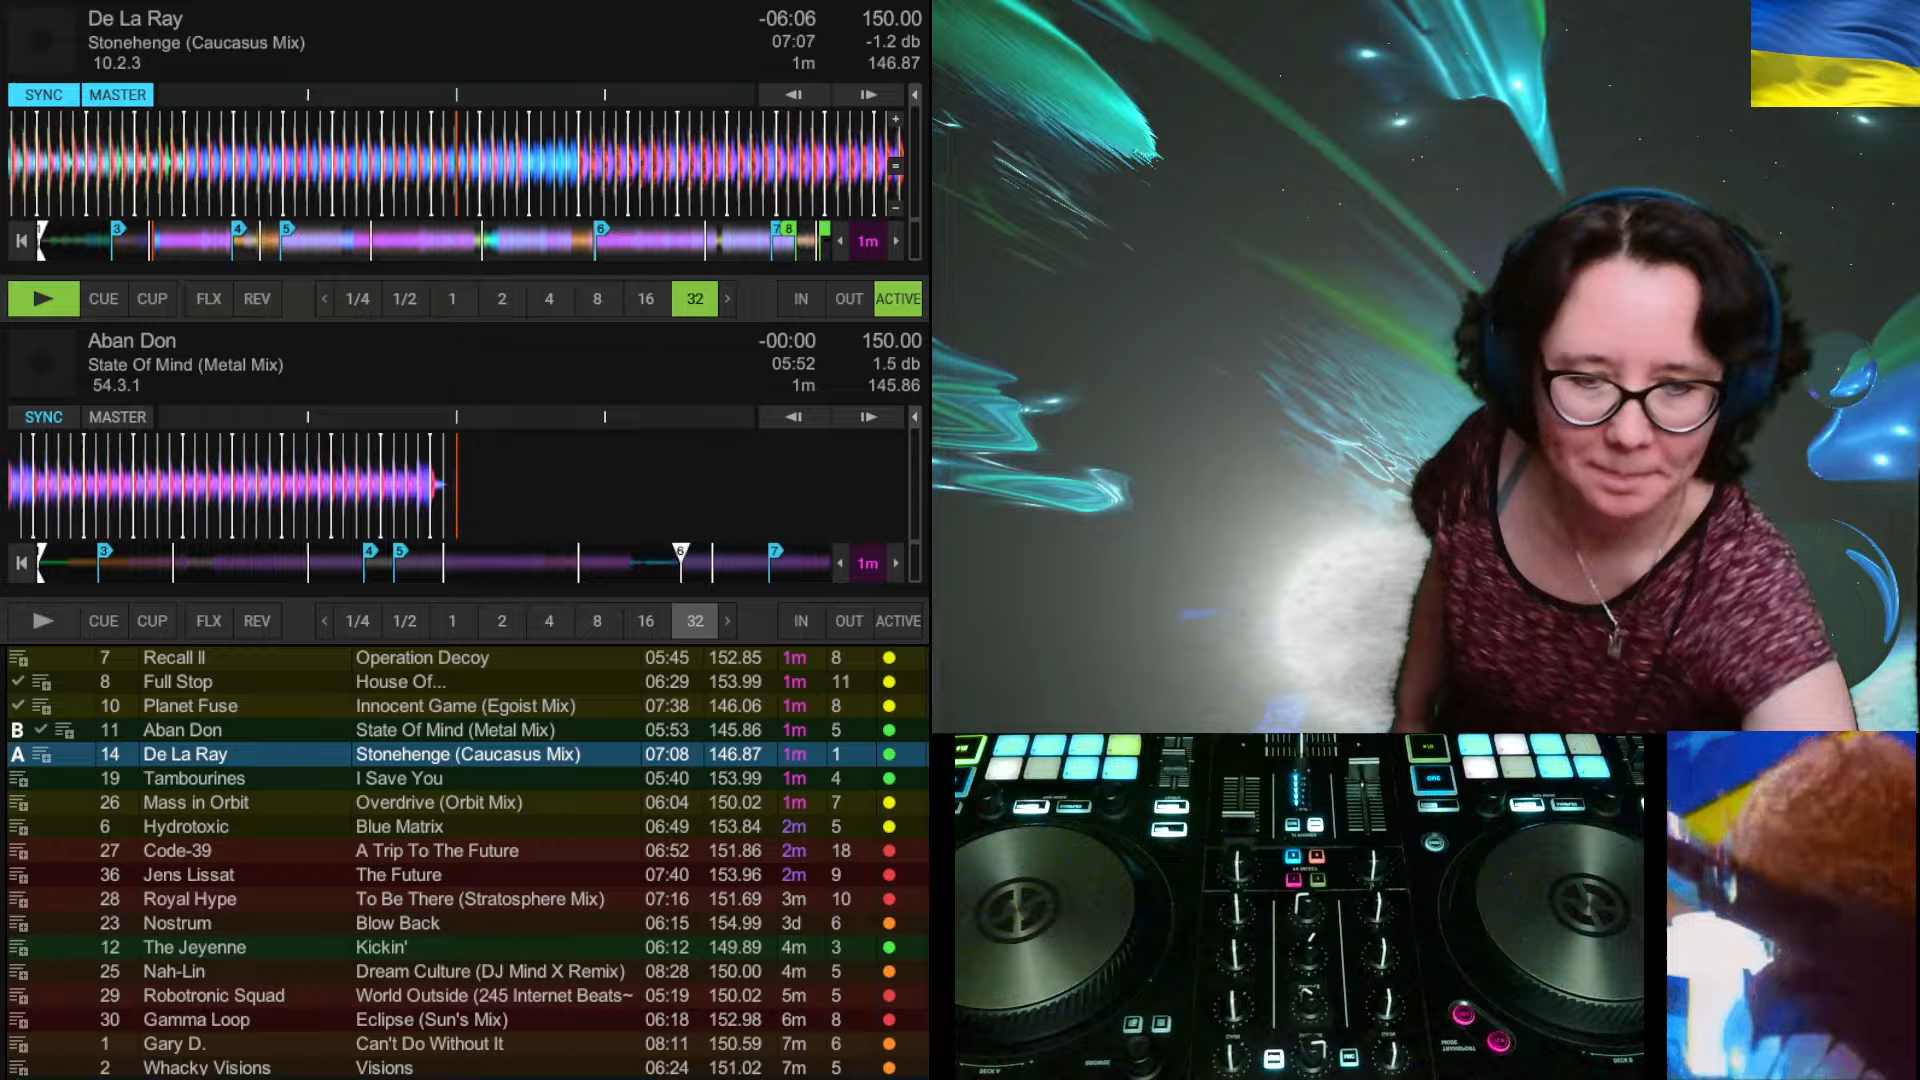 De La Ray -06:06 150.00
Stonehenge (Caucasus Mix) 07:07 -1.2 db
10.2.3 1m 146.87
SYNC MASTER
3 4 5 6 7 8 1m
CUE CUP FLX REV 1/4 1/2 1 2 4 8 16 32 IN OUT ACTIVE
Aban Don -00:00 150.00
State Of Mind (Metal Mix) 05:52 1.5 db
54.3.1 1m 145.86
SYNC MASTER
3 4 5 6 7 1m
CUE CUP FLX REV 1/4 1/2 1 2 4 8 16 32 IN OUT ACTIVE
7 Recall II Operation Decoy 05:45 152.85 1m 8
8 Full Stop House Of... 06:29 153.99 1m 11
10 Planet Fuse Innocent Game (Egoist Mix) 07:38 146.06 1m 8
B 11 Aban Don State Of Mind (Metal Mix) 05:53 145.86 1m 5
A 14 De La Ray Stonehenge (Caucasus Mix) 07:08 146.87 1m 1
19 Tambourines I Save You 05:40 153.99 1m 4
26 Mass in Orbit Overdrive (Orbit Mix) 06:04 150.02 1m 7
6 Hydrotoxic Blue Matrix 06:49 153.84 2m 5
27 Code-39 A Trip To The Future 06:52 151.86 2m 18
36 Jens Lissat The Future 07:40 153.96 2m 9
28 Royal Hype To Be There (Stratosphere Mix) 07:16 151.69 3m 10
23 Nostrum Blow Back 06:15 154.99 3d 6
12 The Jeyenne Kickin' 06:12 149.89 4m 3
25 Nah-Lin Dream Culture (DJ Mind X Remix) 08:28 150.00 4m 5
29 Robotronic Squad World Outside (245 Internet Beats~ 05:19 150.02 5m 5
30 Gamma Loop Eclipse (Sun's Mix) 06:18 152.98 6m 8
1 Gary D. Can't Do Without It 08:11 150.59 7m 6
2 Whacky Visions Visions 06:24 151.02 7m 5